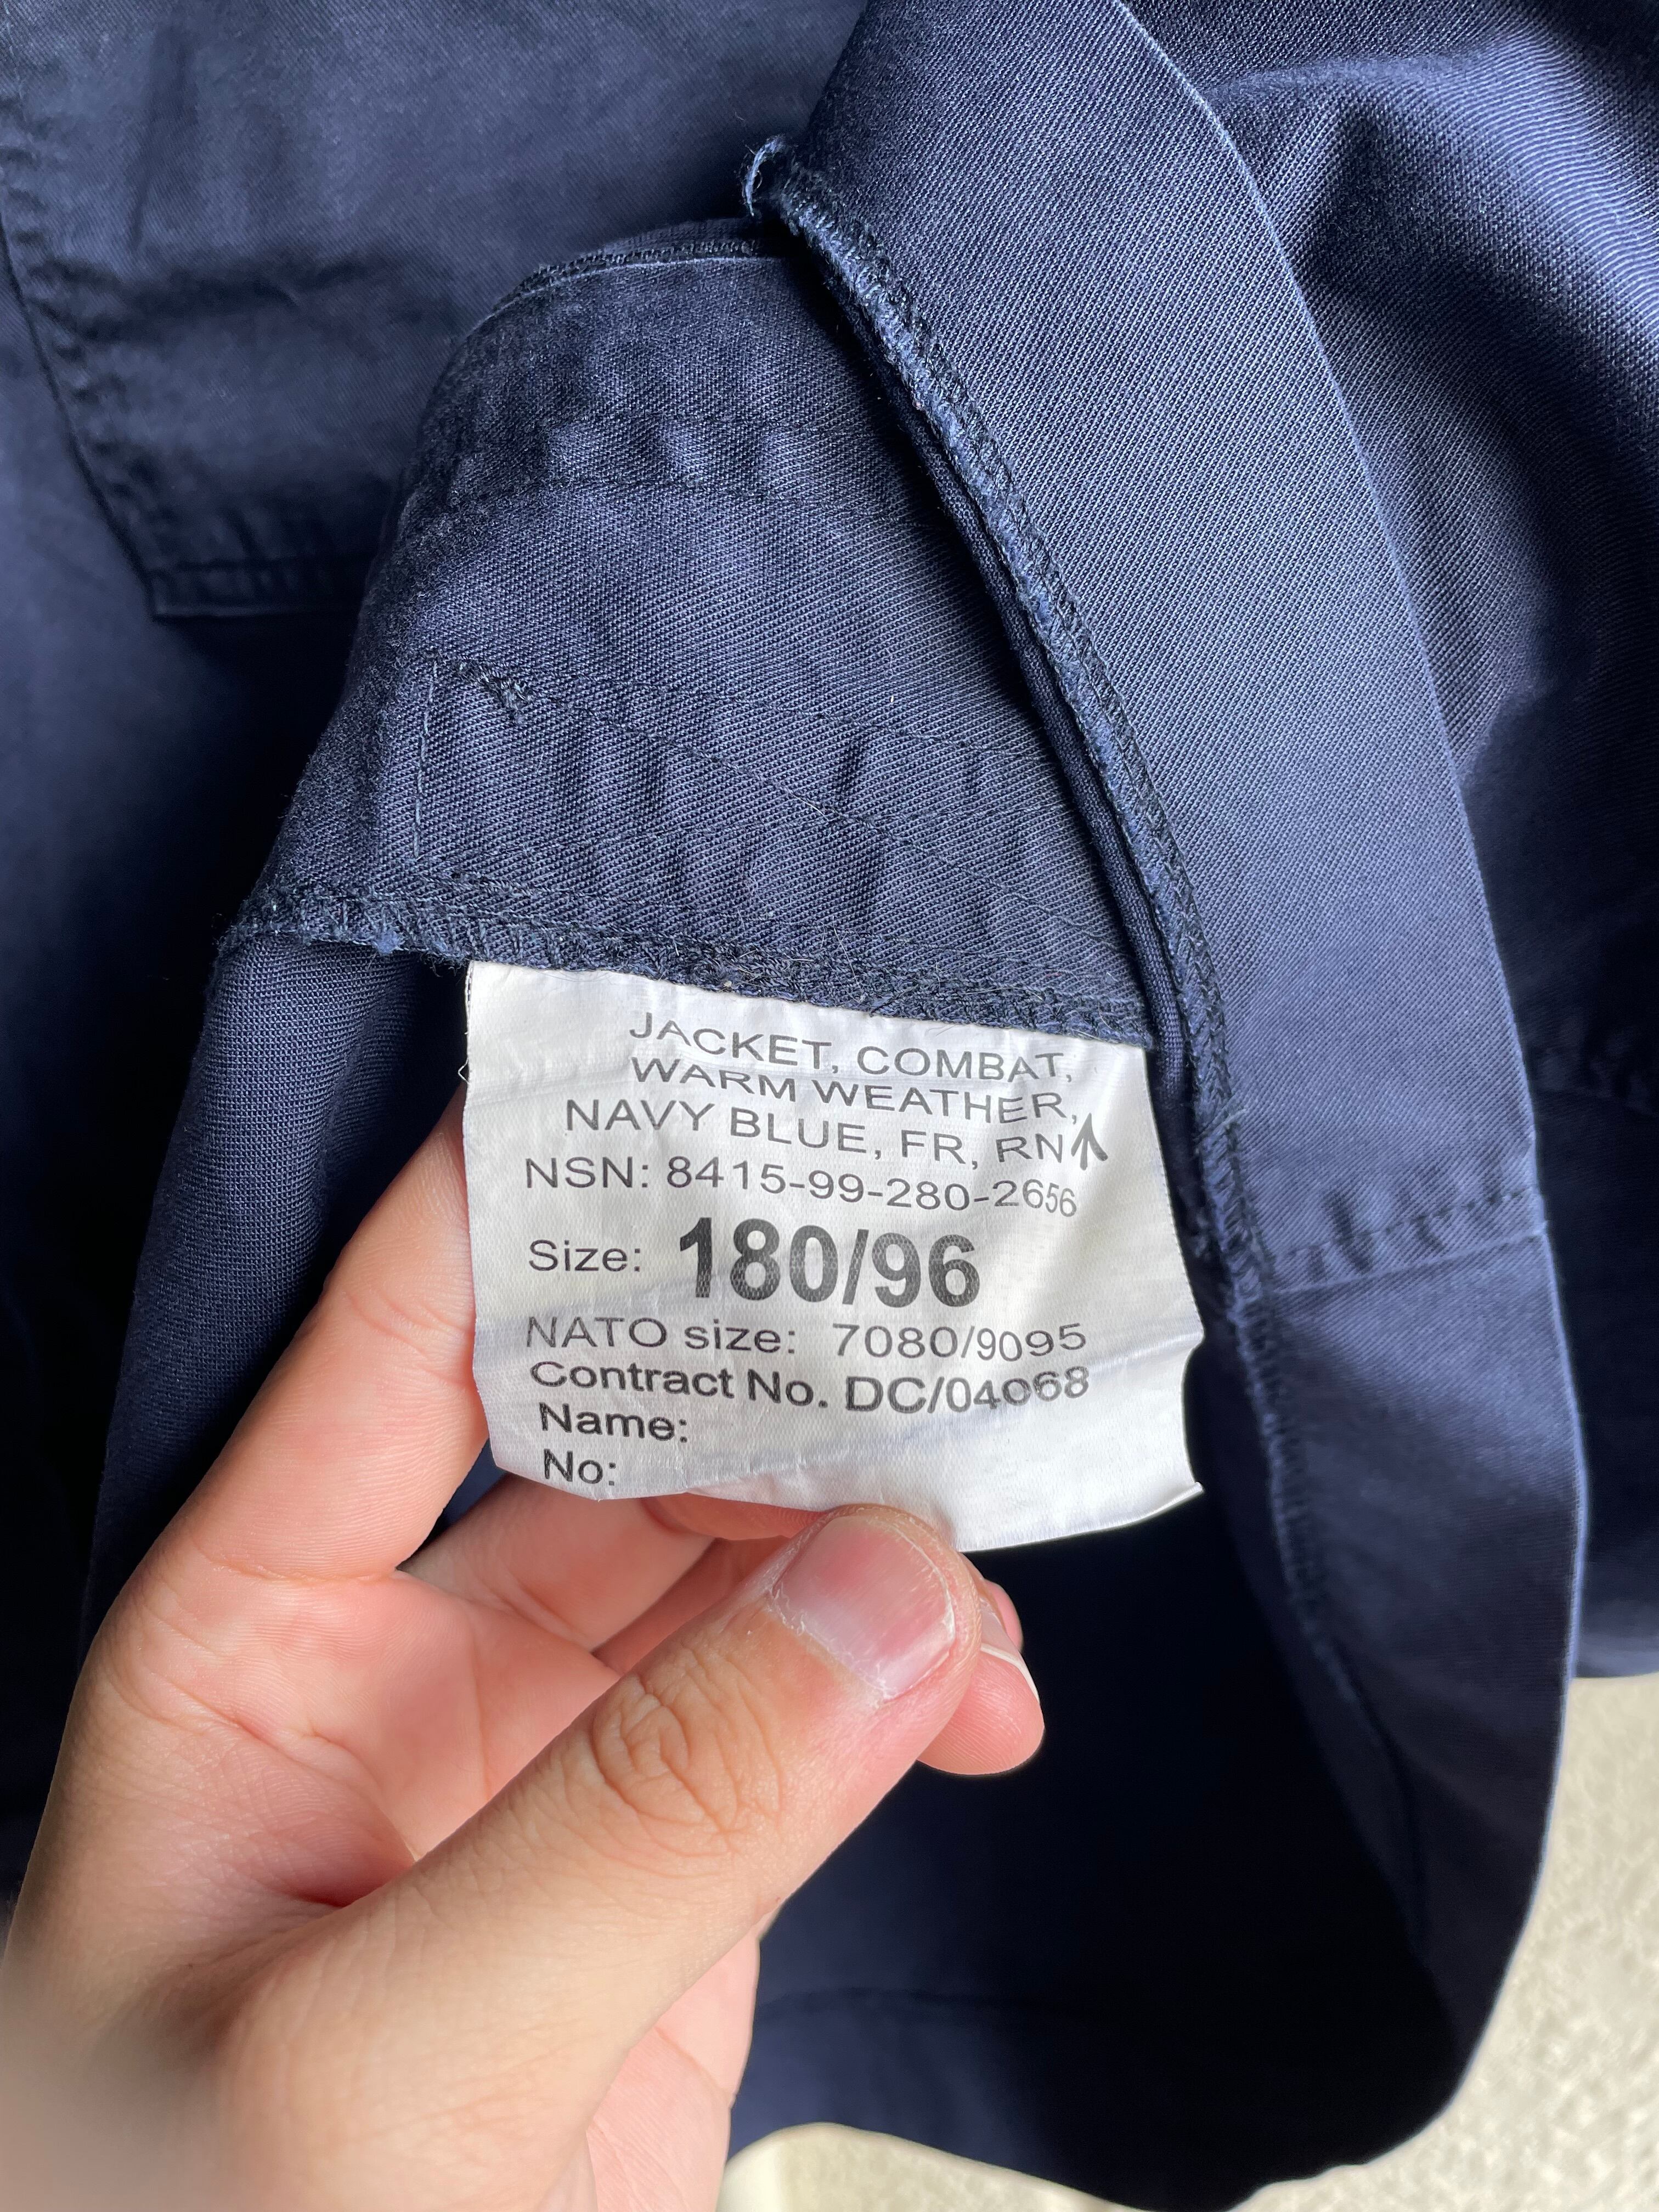 JACKET, COMBAT,
WARM WEATHER,
NAVY BLUE, FR, RN
NSN: 8415-99-280-2656
Size: 180/96
NATO size: 7080/9095
Contract No. DC/04068
Name:
No: